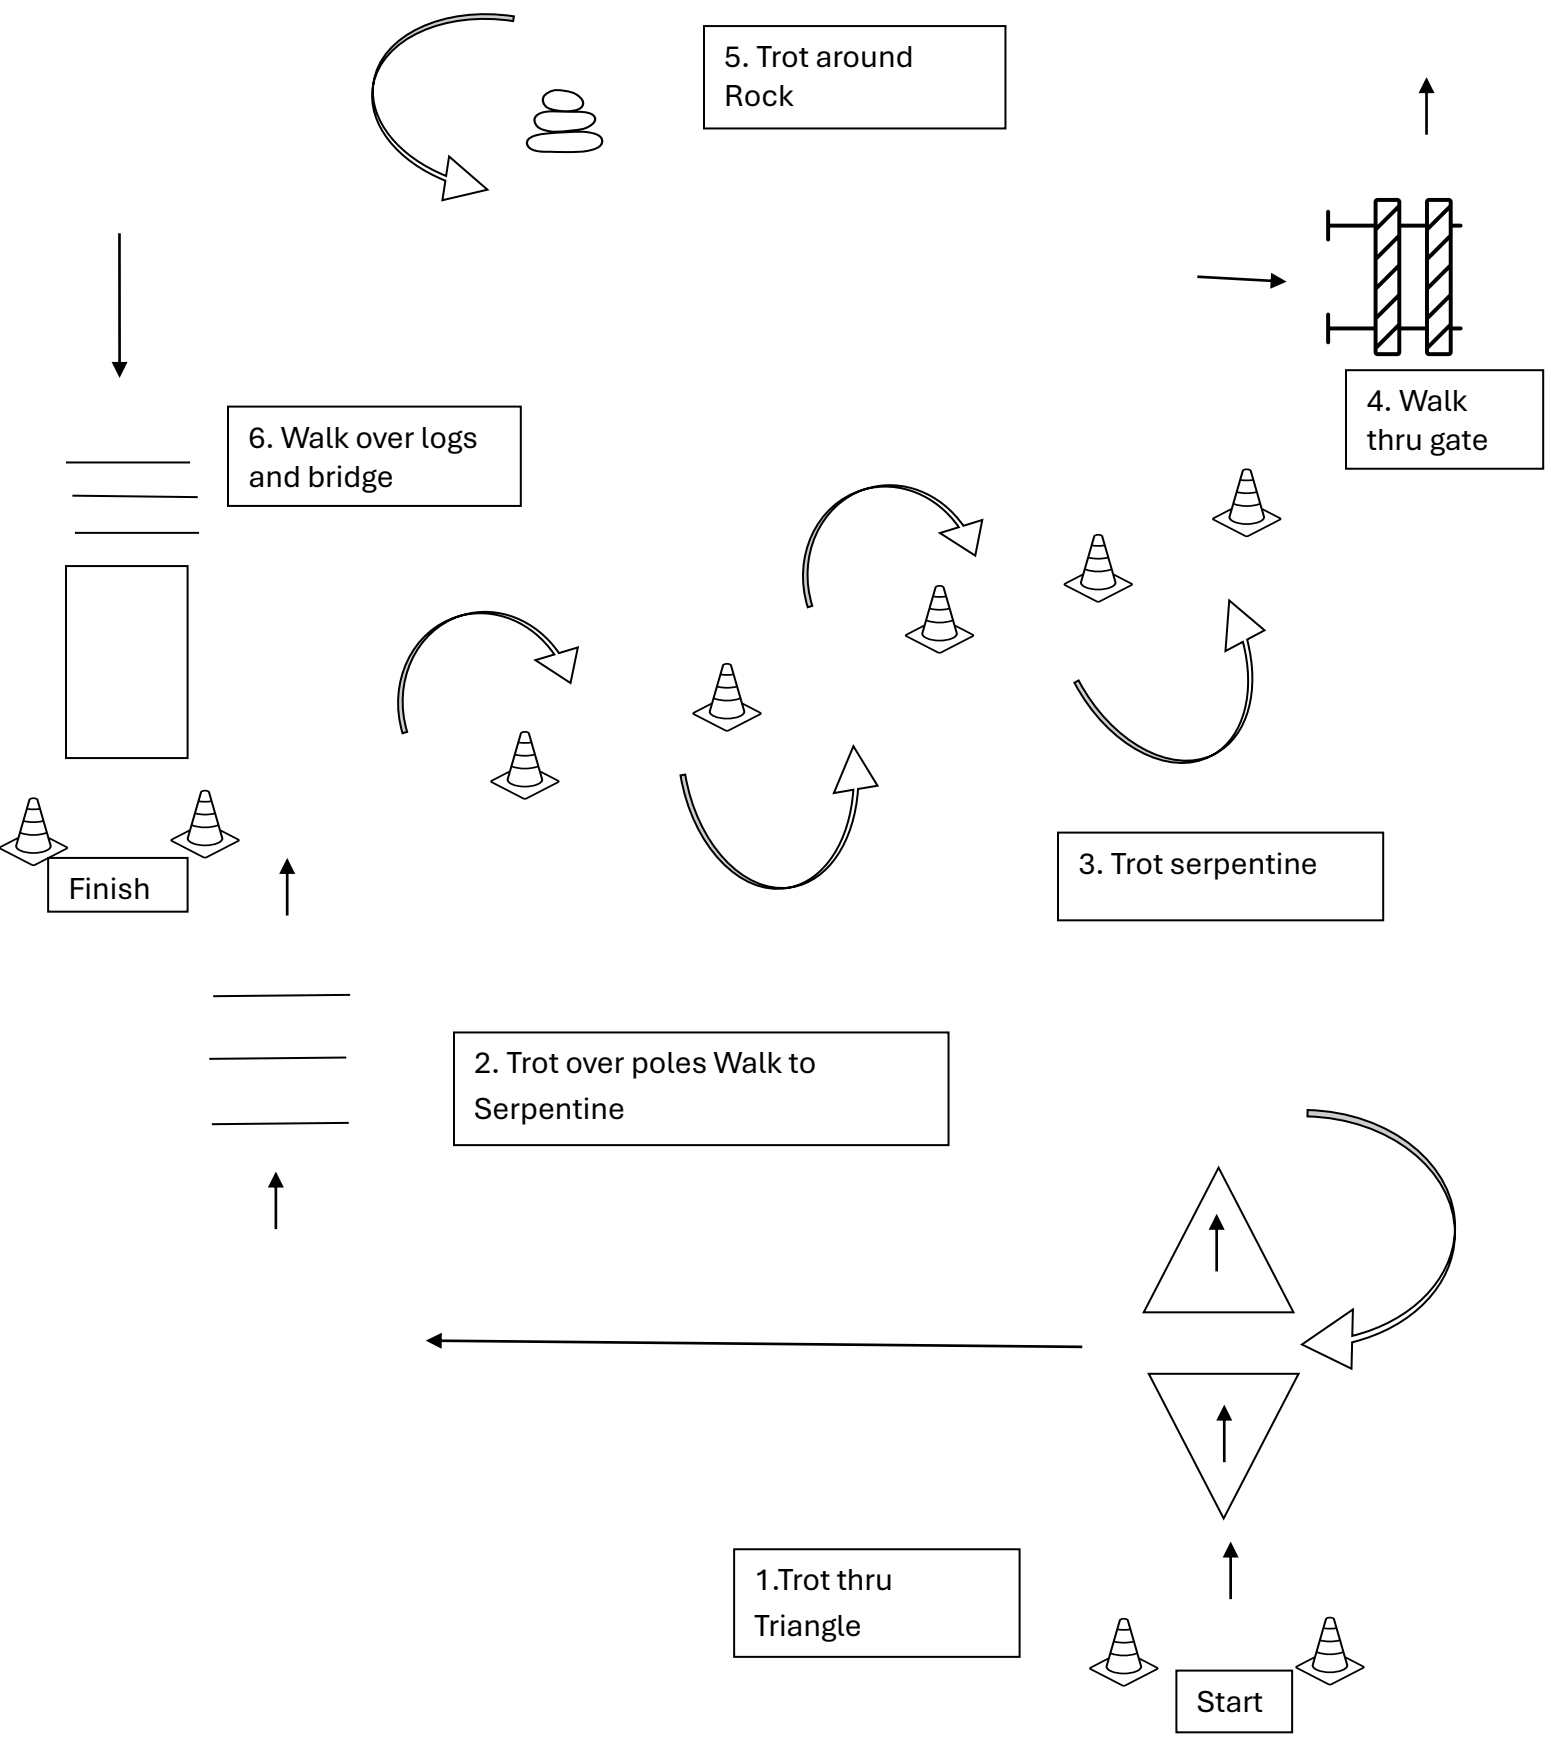 5. Trot around
Rock
4. Walk
thru gate
6. Walk over logs
and bridge
3. Trot serpentine
Finish
2. Trot over poles Walk to
Serpentine
1.Trot thru
Triangle
Start